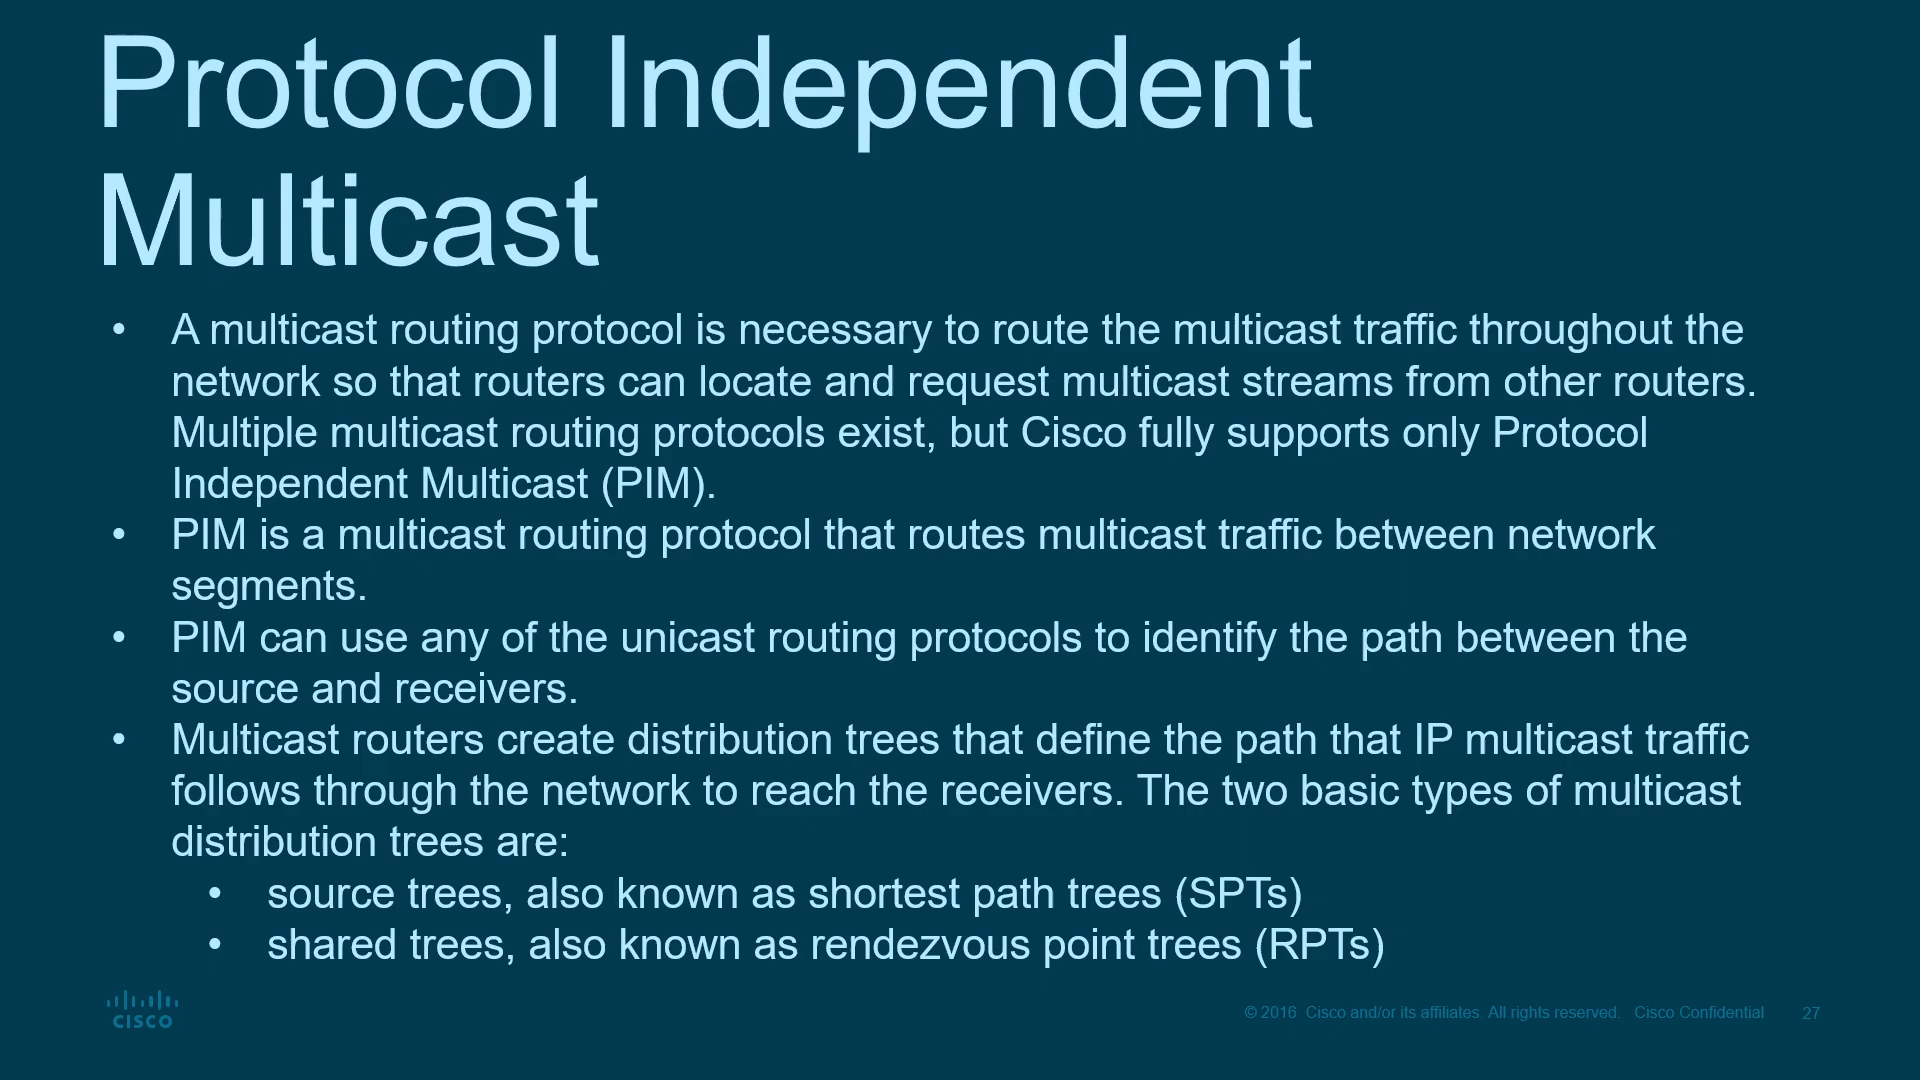 Protocol Independent
Multicast
• A multicast routing protocol is necessary to route the multicast traffic throughout the
network so that routers can locate and request multicast streams from other routers.
Multiple multicast routing protocols exist, but Cisco fully supports only Protocol
Independent Multicast (PIM).
• PIM is a multicast routing protocol that routes multicast traffic between network
segments.
• PIM can use any of the unicast routing protocols to identify the path between the
source and receivers.
• Multicast routers create distribution trees that define the path that IP multicast traffic
follows through the network to reach the receivers. The two basic types of multicast
distribution trees are:
• source trees, also known as shortest path trees (SPTs)
• shared trees, also known as rendezvous point trees (RPTs)
CISCO
© 2016 Cisco and/or its affiliates. All rights reserved. Cisco Confidential 27